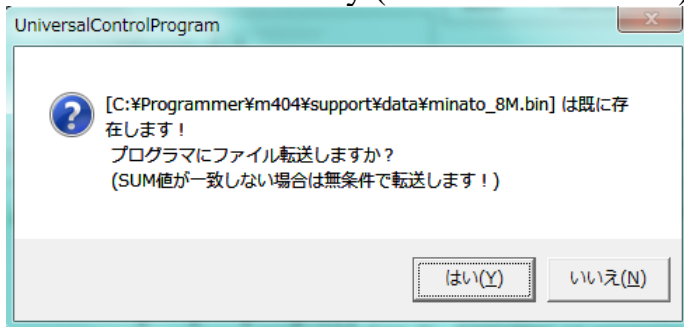 UniversalControlProgram
[C:¥Programmer¥m404¥support¥data¥minato_8M.bin] は既に存
在します！
プログラマにファイル転送しますか？
(SUM値が一致しない場合は無条件で転送します！)
はい(Y)
いいえ(N)